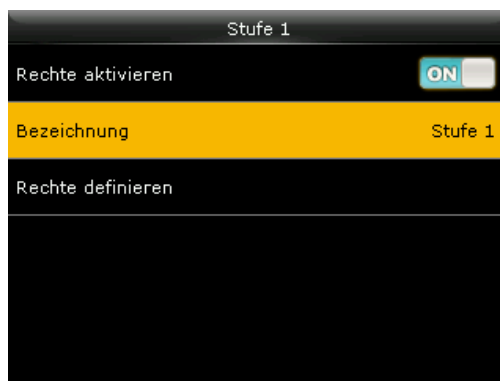 Stufe 1
Rechte aktivieren ON
Bezeichnung Stufe 1
Rechte definieren